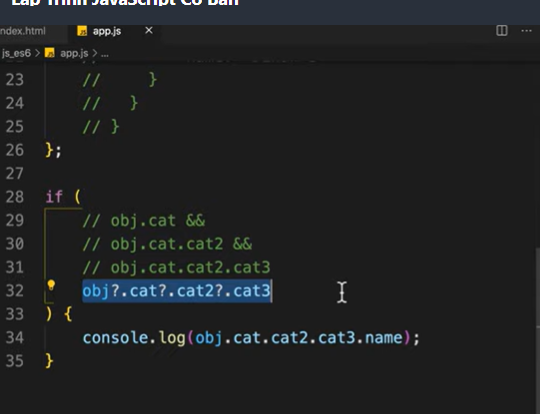 Lập Trình JavaScript Cơ Bản
index.html
app.js ×
js_es6 > app.js > ...
23 // }
24 // }
25 // }
26 };
27
28 if (
29 // obj.cat &&
30 // obj.cat.cat2 &&
31 // obj.cat.cat2.cat3
32 obj?.cat?.cat2?.cat3
33 ) {
34 console.log(obj.cat.cat2.cat3.name);
35 }